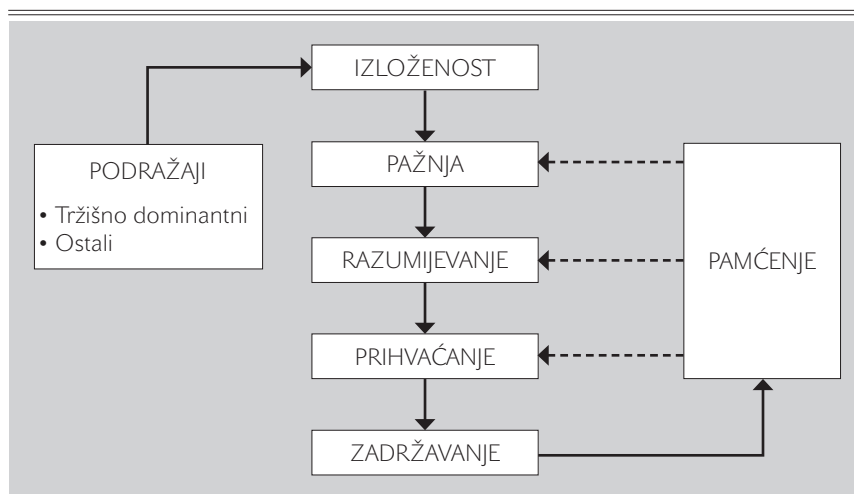 IZLOŽENOST
PAŽNJA
PODRAŽAJI
• Tržišno dominantni
• Ostali
RAZUMIJEVANJE
PAMĆENJE
PRIHVAĆANJE
ZADRŽAVANJE